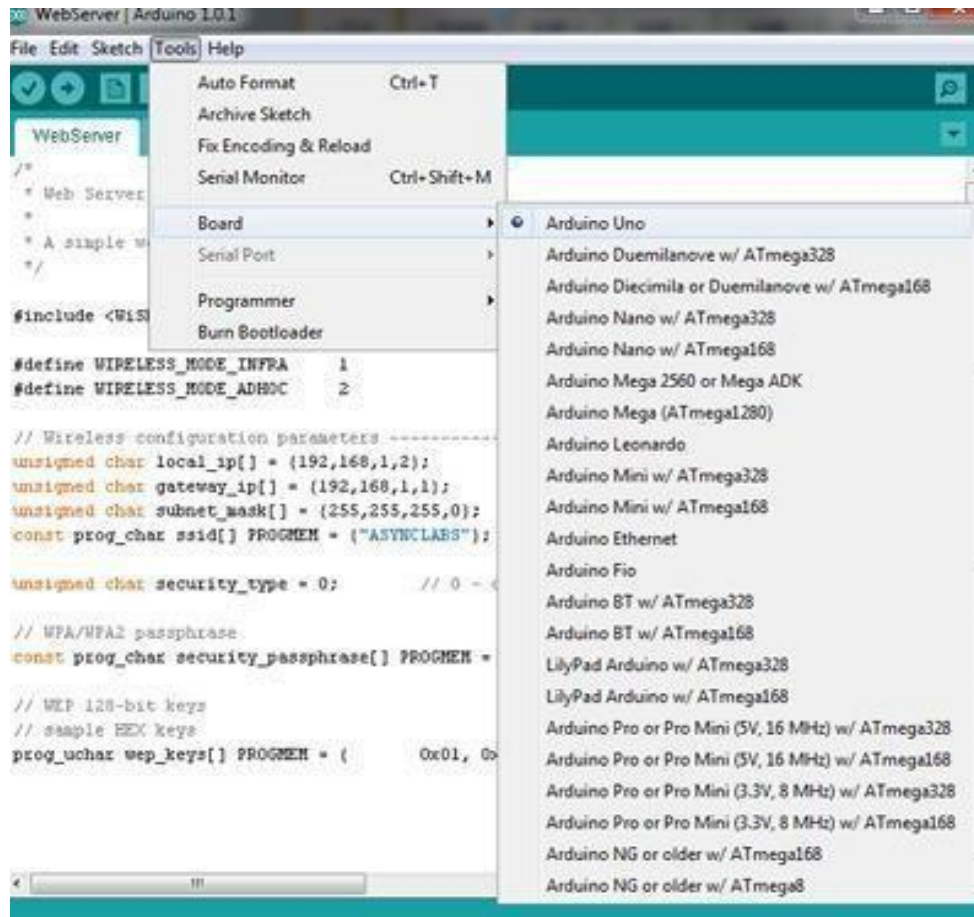 WebServer | Arduino 1.0.1
File Edit Sketch Tools Help
Auto Format Ctrl+T
Archive Sketch
Fix Encoding & Reload
Serial Monitor Ctrl+Shift+M
Board
Serial Port
Programmer
Burn Bootloader
Arduino Uno
Arduino Duemilanove w/ ATmega328
Arduino Diecimila or Duemilanove w/ ATmega168
Arduino Nano w/ ATmega328
Arduino Nano w/ ATmega168
Arduino Mega 2560 or Mega ADK
Arduino Mega (ATmega1280)
Arduino Leonardo
Arduino Mini w/ ATmega328
Arduino Mini w/ ATmega168
Arduino Ethernet
Arduino Fio
Arduino BT w/ ATmega328
Arduino BT w/ ATmega168
LilyPad Arduino w/ ATmega328
LilyPad Arduino w/ ATmega168
Arduino Pro or Pro Mini (5V, 16 MHz) w/ ATmega328
Arduino Pro or Pro Mini (5V, 16 MHz) w/ ATmega168
Arduino Pro or Pro Mini (3.3V, 8 MHz) w/ ATmega328
Arduino Pro or Pro Mini (3.3V, 8 MHz) w/ ATmega168
Arduino NG or older w/ ATmega168
Arduino NG or older w/ ATmega8
WebServer
/*
* Web Server
*
* A simple
*/
#include
#define WIRELESS_MODE_INFRA 1
#define WIRELESS_MODE_ADHOC 2
// Wireless configuration parameters ----------
unsigned char local_ip[] = {192,168,1,2};
unsigned char gateway_ip[] = {192,168,1,1};
unsigned char subnet_mask[] = {255,255,255,0};
const prog_char ssid[] PROGMEM = {"ASYNCLABS"};
unsigned char security_type = 0; // 0 -
// WPA/WPA2 passphrase
const prog_char security_passphrase[] PROGMEM =
// WEP 128-bit keys
// sample HEX keys
prog_uchar wep_keys[] PROGMEM = { 0x01,